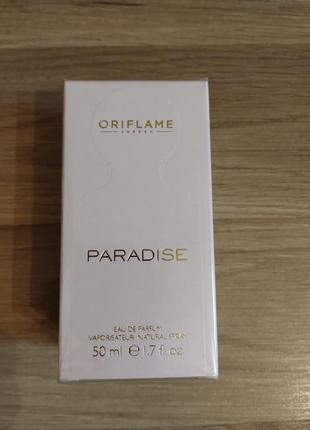 ORIFLAME
SWEDEN
PARADISE
EAU DE PARFUM
VAPORISATEUR NATURAL SPRAY
50 ml ℮ 1.7 fl. oz.